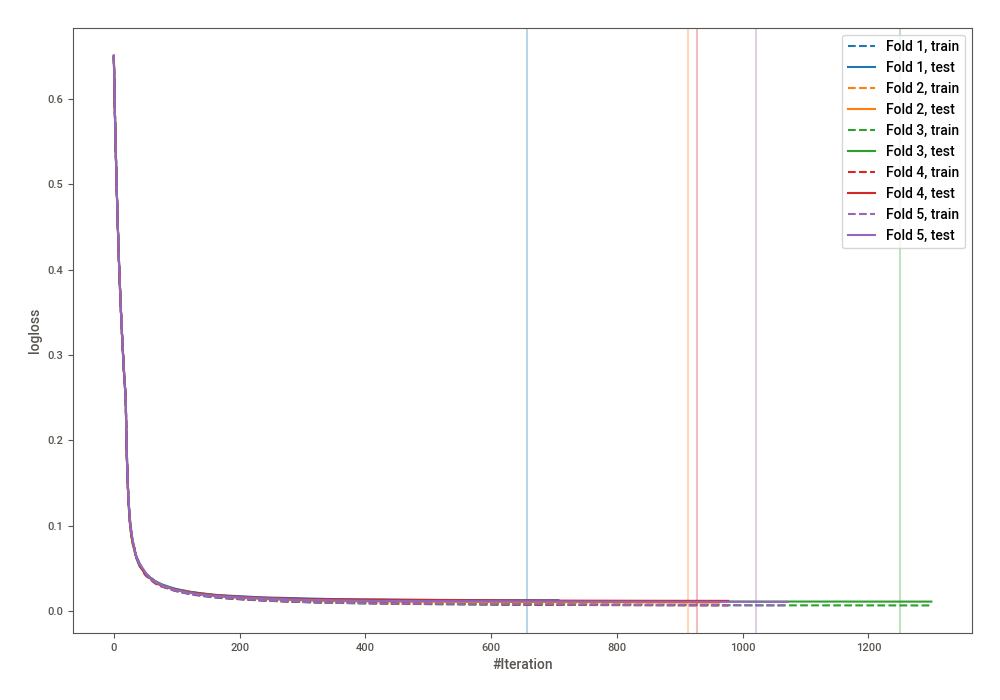 Fold 1, train
Fold 1, test
Fold 2, train
Fold 2, test
Fold 3, train
Fold 3, test
Fold 4, train
Fold 4, test
Fold 5, train
Fold 5, test
0.6
0.5
0.4
0.3
0.2
0.1
0.0
logloss
0 200 400 600 800 1000 1200
#Iteration